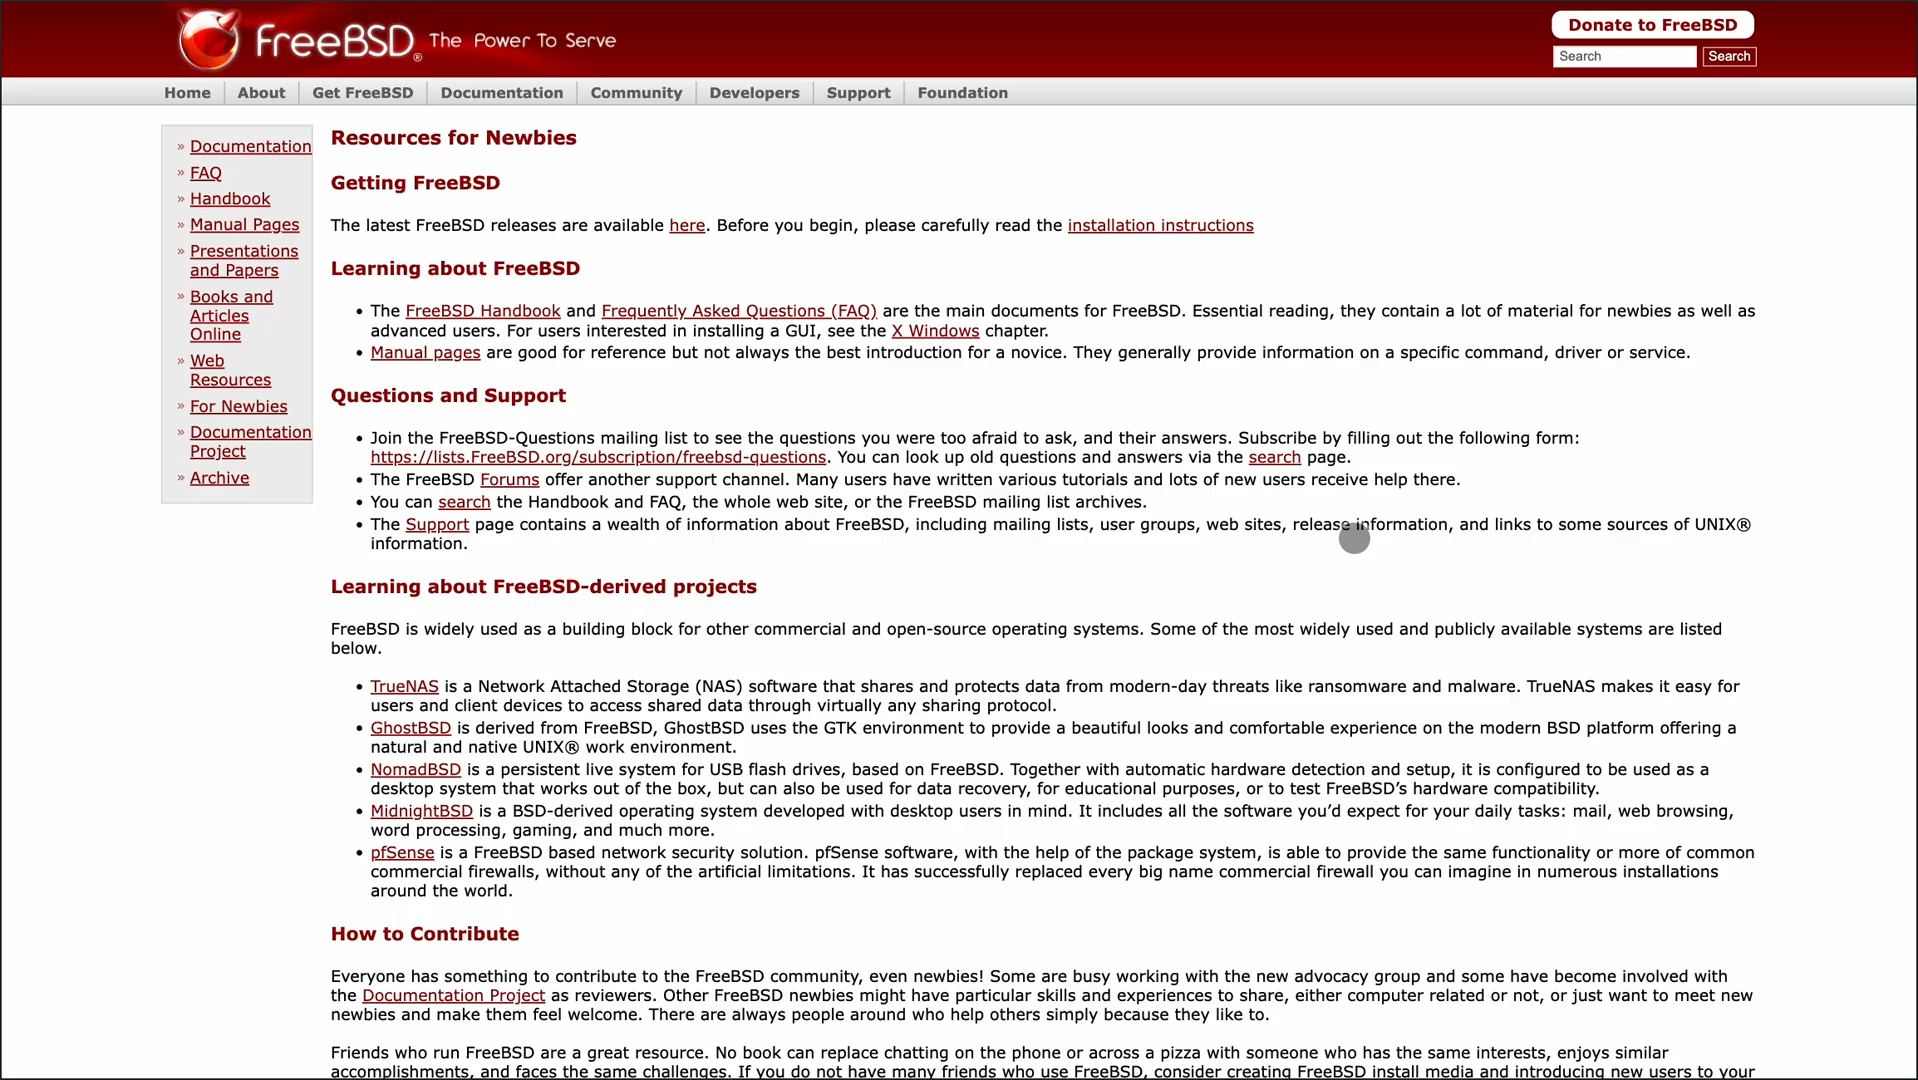 FreeBSD® The Power To Serve
Donate to FreeBSD
Search Search
Home About Get FreeBSD Documentation Community Developers Support Foundation
» Documentation
» FAQ
» Handbook
» Manual Pages
» Presentations
and Papers
» Books and
Articles
Online
» Web
Resources
» For Newbies
» Documentation
Project
» Archive
Resources for Newbies
Getting FreeBSD
The latest FreeBSD releases are available here. Before you begin, please carefully read the installation instructions
Learning about FreeBSD
• The FreeBSD Handbook and Frequently Asked Questions (FAQ) are the main documents for FreeBSD. Essential reading, they contain a lot of material for newbies as well as
advanced users. For users interested in installing a GUI, see the X Windows chapter.
• Manual pages are good for reference but not always the best introduction for a novice. They generally provide information on a specific command, driver or service.
Questions and Support
• Join the FreeBSD-Questions mailing list to see the questions you were too afraid to ask, and their answers. Subscribe by filling out the following form:
https://lists.FreeBSD.org/subscription/freebsd-questions. You can look up old questions and answers via the search page.
• The FreeBSD Forums offer another support channel. Many users have written various tutorials and lots of new users receive help there.
• You can search the Handbook and FAQ, the whole web site, or the FreeBSD mailing list archives.
• The Support page contains a wealth of information about FreeBSD, including mailing lists, user groups, web sites, release information, and links to some sources of UNIX®
information.
Learning about FreeBSD-derived projects
FreeBSD is widely used as a building block for other commercial and open-source operating systems. Some of the most widely used and publicly available systems are listed
below.
• TrueNAS is a Network Attached Storage (NAS) software that shares and protects data from modern-day threats like ransomware and malware. TrueNAS makes it easy for
users and client devices to access shared data through virtually any sharing protocol.
• GhostBSD is derived from FreeBSD, GhostBSD uses the GTK environment to provide a beautiful looks and comfortable experience on the modern BSD platform offering a
natural and native UNIX® work environment.
• NomadBSD is a persistent live system for USB flash drives, based on FreeBSD. Together with automatic hardware detection and setup, it is configured to be used as a
desktop system that works out of the box, but can also be used for data recovery, for educational purposes, or to test FreeBSD’s hardware compatibility.
• MidnightBSD is a BSD-derived operating system developed with desktop users in mind. It includes all the software you’d expect for your daily tasks: mail, web browsing,
word processing, gaming, and much more.
• pfSense is a FreeBSD based network security solution. pfSense software, with the help of the package system, is able to provide the same functionality or more of common
commercial firewalls, without any of the artificial limitations. It has successfully replaced every big name commercial firewall you can imagine in numerous installations
around the world.
How to Contribute
Everyone has something to contribute to the FreeBSD community, even newbies! Some are busy working with the new advocacy group and some have become involved with
the Documentation Project as reviewers. Other FreeBSD newbies might have particular skills and experiences to share, either computer related or not, or just want to meet new
newbies and make them feel welcome. There are always people around who help others simply because they like to.
Friends who run FreeBSD are a great resource. No book can replace chatting on the phone or across a pizza with someone who has the same interests, enjoys similar
accomplishments, and faces the same challenges. If you do not have many friends who use FreeBSD, consider creating FreeBSD install media and introducing new users to your